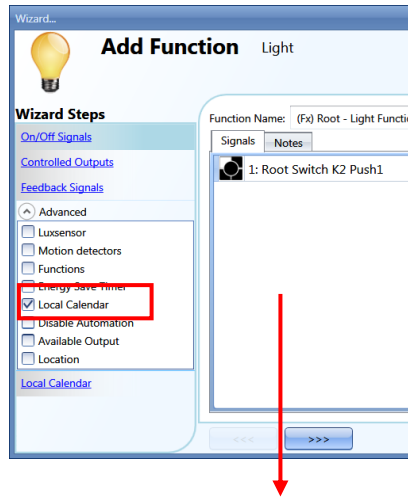 Wizard...
Add Function Light
Wizard Steps
On/Off Signals
Controlled Outputs
Feedback Signals
Advanced
Luxsensor
Motion detectors
Functions
Energy Save Timer
Local Calendar
Disable Automation
Available Output
Location
Local Calendar
Function Name: (Fx) Root - Light Functi
Signals Notes
1: Root Switch K2 Push1
<<< >>>